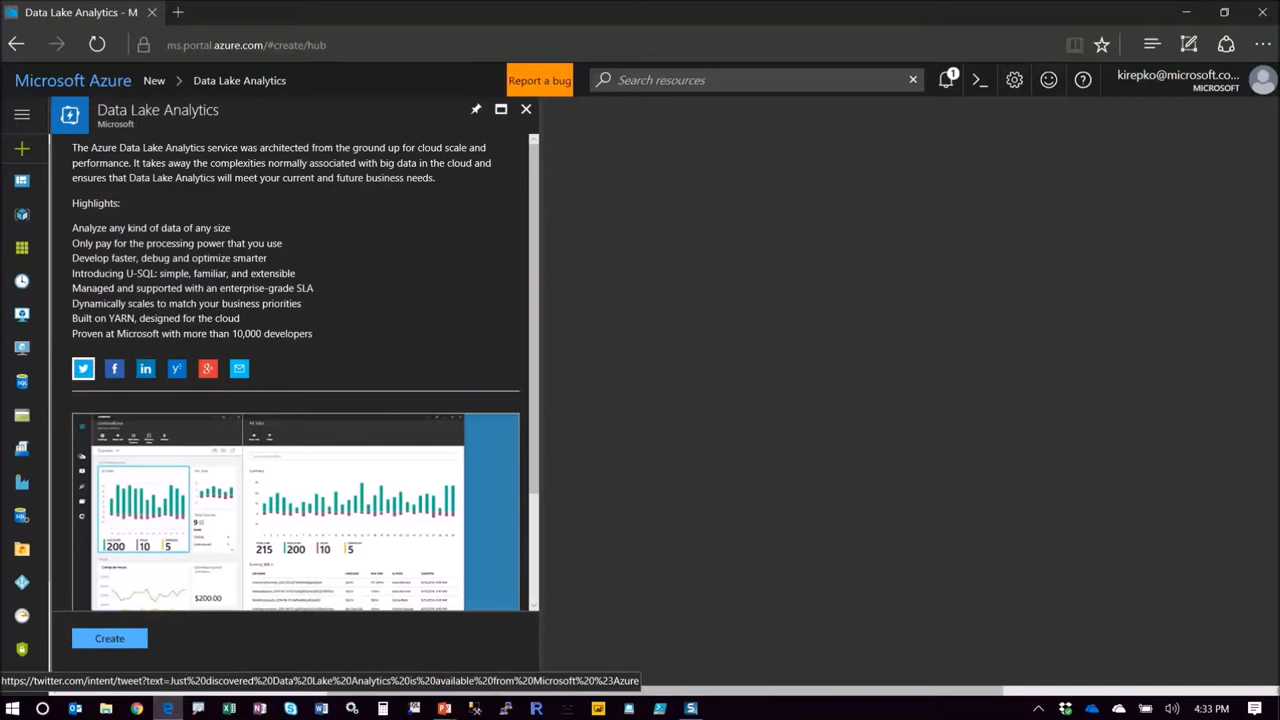 Data Lake Analytics - M
ms.portal.azure.com/#create/hub
Microsoft Azure New > Data Lake Analytics
Report a bug
Search resources
1
kirepko@microsoft.
MICROSOFT
Data Lake Analytics
Microsoft
The Azure Data Lake Analytics service was architected from the ground up for cloud scale and
performance. It takes away the complexities normally associated with big data in the cloud and
ensures that Data Lake Analytics will meet your current and future business needs.
Highlights:
Analyze any kind of data of any size
Only pay for the processing power that you use
Develop faster, debug and optimize smarter
Introducing U-SQL: simple, familiar, and extensible
Managed and supported with an enterprise-grade SLA
Dynamically scales to match your business priorities
Built on YARN, designed for the cloud
Proven at Microsoft with more than 10,000 developers
200 10 5
215 200 10 5
$200.00
Create
https://twitter.com/intent/tweet?text=Just%20discovered%20Data%20Lake%20Analytics%20is%20available%20from%20Microsoft%20%23Azure
4:33 PM